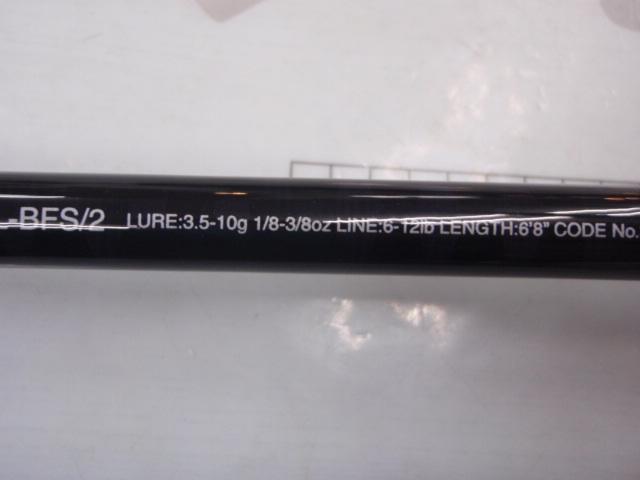 -BFS/2 LURE:3.5-10g 1/8-3/8oz LINE:6-12lb LENGTH:6'8" CODE No.